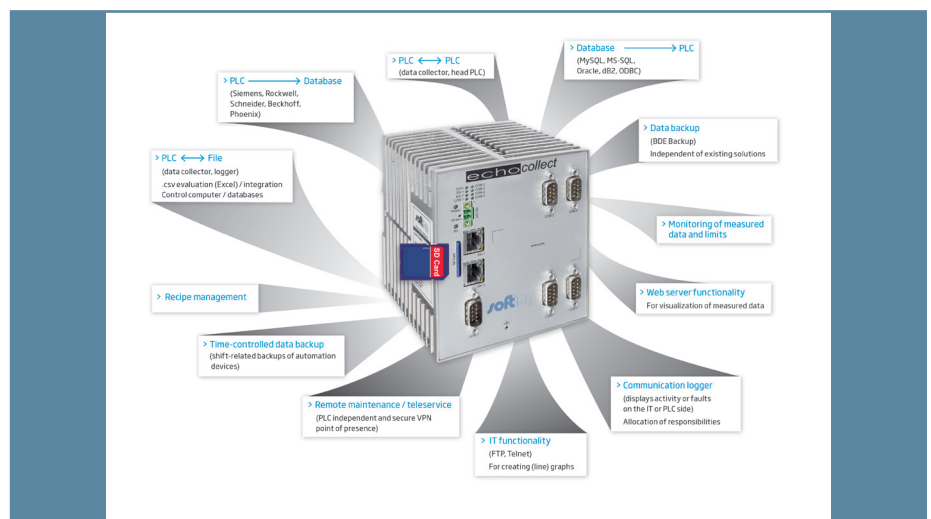 > PLC ⟷ PLC
(data collector, head PLC)
> Database ⟶ PLC
(MySQL, MS-SQL,
Oracle, dB2, ODBC)
> PLC ⟶ Database
(Siemens, Rockwell,
Schneider, Beckhoff,
Phoenix)
> Data backup
(BDE Backup)
Independent of existing solutions
> PLC ⟷ File
(data collector, logger)
.csv evaluation (Excel) / integration
Control computer / databases
echocollect
SD Card
soft
> Monitoring of measured
data and limits
> Recipe management
> Web server functionality
For visualization of measured data
> Time-controlled data backup
(shift-related backups of automation
devices)
> Communication logger
(displays activity or faults
on the IT or PLC side)
Allocation of responsibilities
> Remote maintenance / teleservice
(PLC independent and secure VPN
point of presence)
> IT functionality
(FTP, Telnet)
For creating (line) graphs